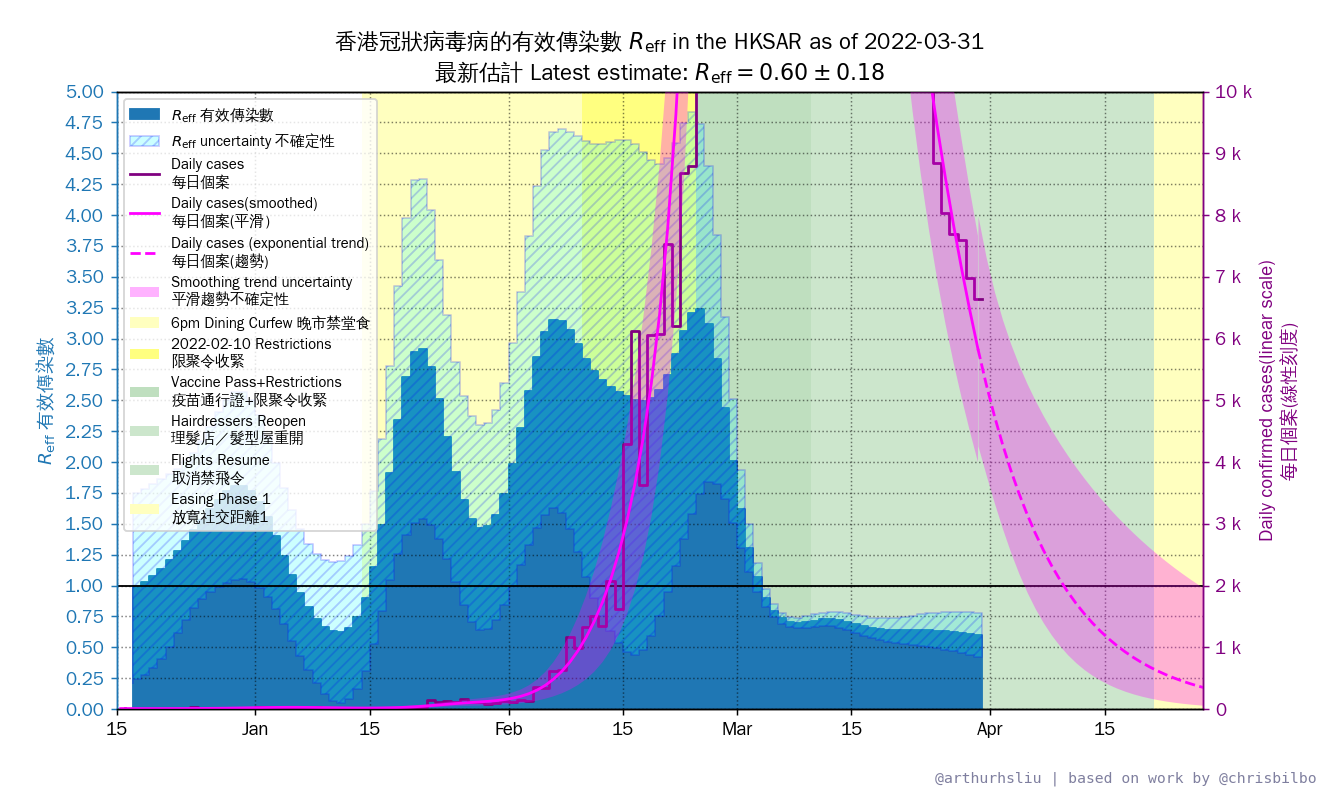 香港冠狀病毒病的有效傳染數 Reff in the HKSAR as of 2022-03-31
最新估計 Latest estimate: Reff = 0.60 ± 0.18
Reff 有效傳染數
Reff uncertainty 不確定性
Daily cases
每日個案
Daily cases(smoothed)
每日個案(平滑）
Daily cases (exponential trend)
每日個案(趨勢)
Smoothing trend uncertainty
平滑趨勢不確定性
6pm Dining Curfew 晚市禁堂食
2022-02-10 Restrictions
限聚令收緊
Vaccine Pass+Restrictions
疫苗通行證+限聚令收緊
Hairdressers Reopen
理髮店／髮型屋重開
Flights Resume
取消禁飛令
Easing Phase 1
放寬社交距離1
Reff 有效傳染數
5.00
4.75
4.50
4.25
4.00
3.75
3.50
3.25
3.00
2.75
2.50
2.25
2.00
1.75
1.50
1.25
1.00
0.75
0.50
0.25
0.00
10 k
9 k
8 k
7 k
6 k
5 k
4 k
3 k
2 k
1 k
0
Daily confirmed cases(linear scale)
每日個案(線性刻度)
15 Jan 15 Feb 15 Mar 15 Apr 15
@arthurhsliu | based on work by @chrisbilbo